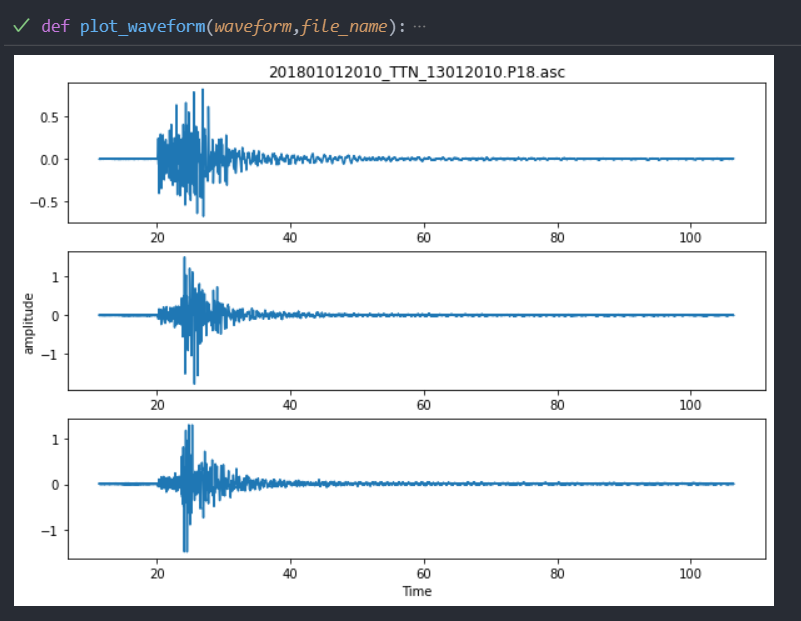 def plot_waveform(waveform,file_name): ...
201801012010_TTN_13012010.P18.asc
0.5
0.0
−0.5
20 40 60 80 100
1
0
−1
amplitude
20 40 60 80 100
1
0
−1
20 40 60 80 100
Time